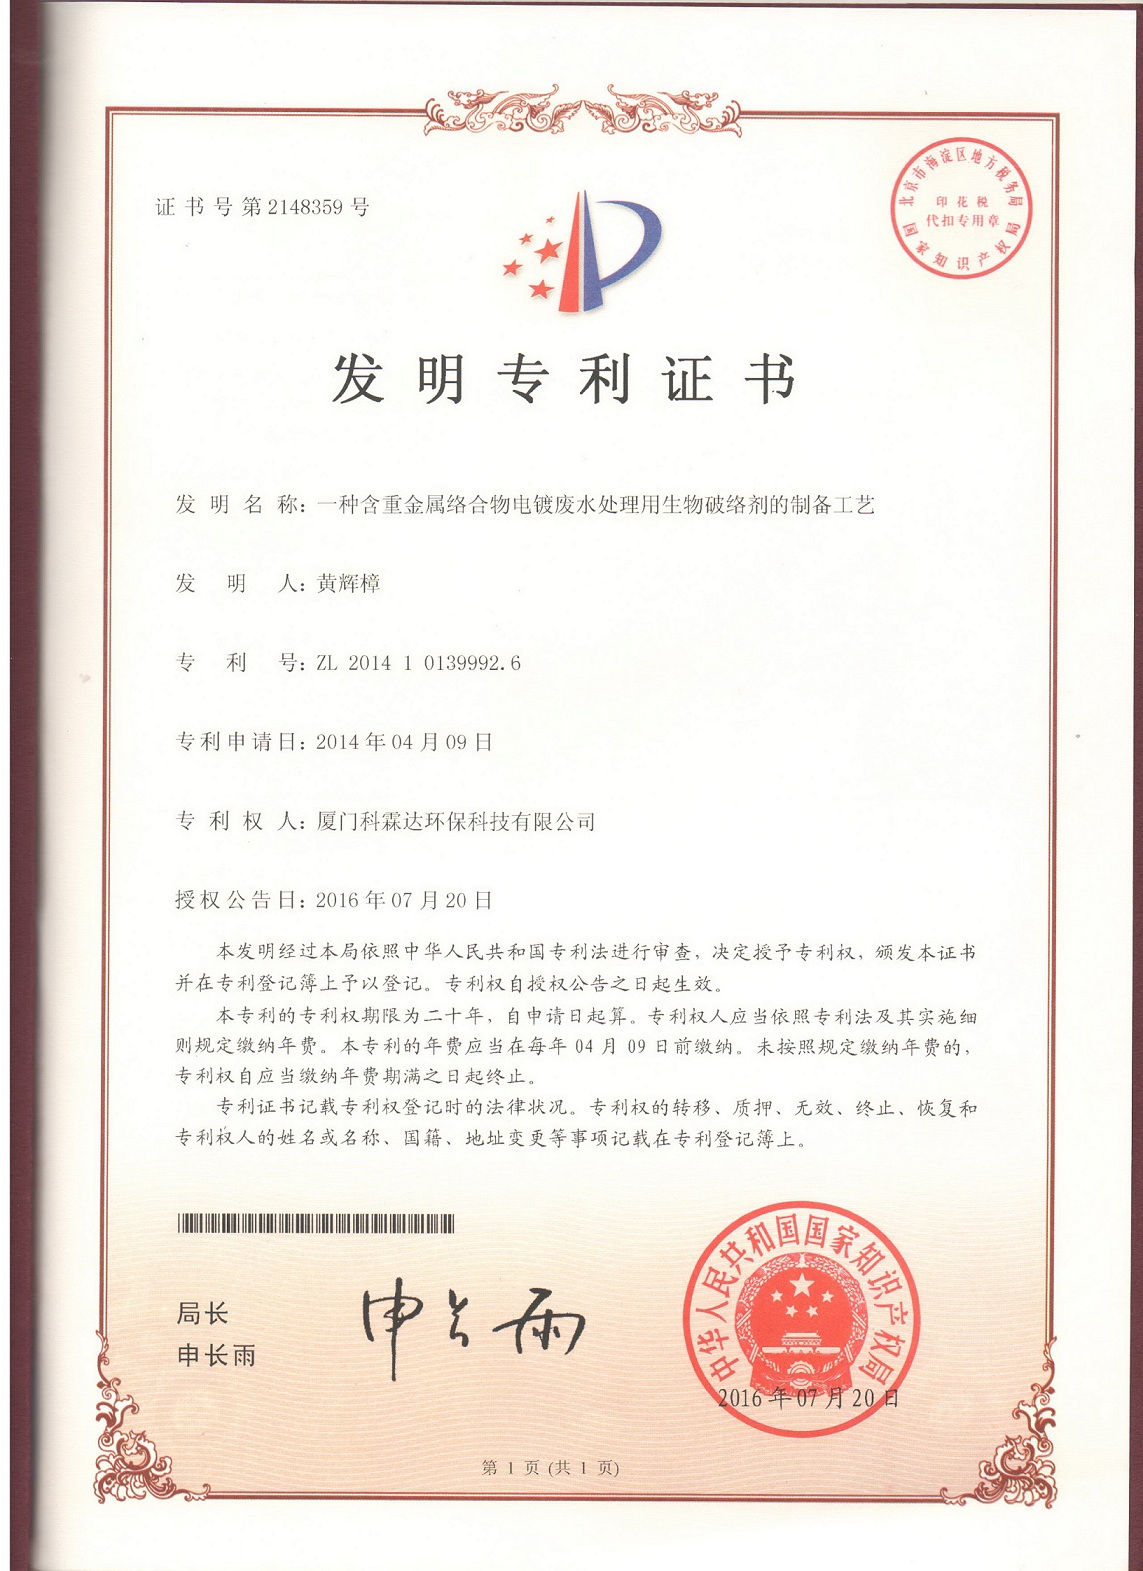 证书号第2148359号
北京市海淀区地方税务局
印花税
代扣专用章
国家知识产权局
发明专利证书
发明名称：一种含重金属络合物电镀废水处理用生物破络剂的制备工艺
发明人：黄辉樟
专利号：ZL 2014 1 0139992.6
专利申请日：2014年04月09日
专利权人：厦门科霖达环保科技有限公司
授权公告日：2016年07月20日
本发明经过本局依照中华人民共和国专利法进行审查，决定授予专利权，颁发本证书
并在专利登记簿上予以登记。专利权自授权公告之日起生效。
本专利的专利权期限为二十年，自申请日起算。专利权人应当依照专利法及其实施细
则规定缴纳年费。本专利的年费应当在每年04月09日前缴纳。未按照规定缴纳年费的，
专利权自应当缴纳年费期满之日起终止。
专利证书记载专利权登记时的法律状况。专利权的转移、质押、无效、终止、恢复和
专利权人的姓名或名称、国籍、地址变更等事项记载在专利登记簿上。
局长
申长雨
申长雨
中华人民共和国国家知识产权局
2016年07月20日
第1页(共1页)